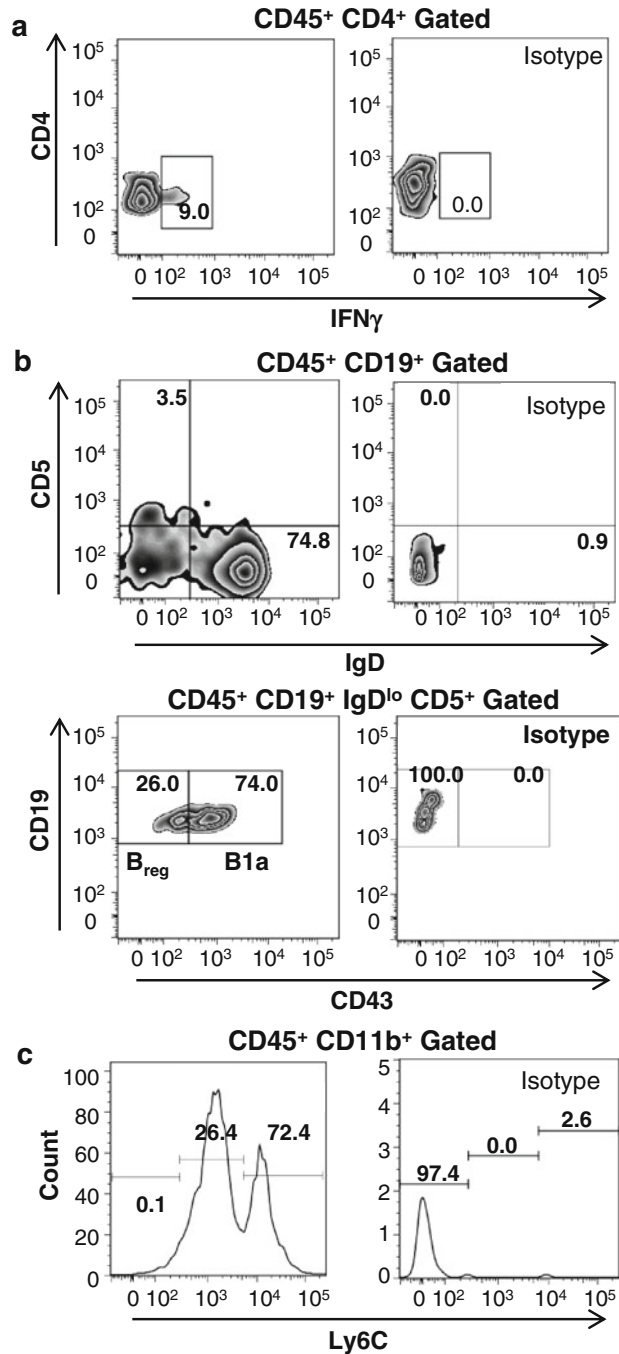 a
CD45⁺ CD4⁺ Gated
CD4
10⁵
10⁴
10³
10²
0
9.0
0 10² 10³ 10⁴ 10⁵
Isotype
10⁵
10⁴
10³
10²
0
0.0
0 10² 10³ 10⁴ 10⁵
IFNγ
b
CD45⁺ CD19⁺ Gated
CD5
10⁵
10⁴
10³
10²
0
3.5
74.8
0 10² 10³ 10⁴ 10⁵
0.0 Isotype
10⁵
10⁴
10³
10²
0
0.9
0 10² 10³ 10⁴ 10⁵
IgD
CD45⁺ CD19⁺ IgDˡᵒ CD5⁺ Gated
CD19
10⁵
10⁴
10³
10²
0
26.0 74.0
Breg B1a
0 10² 10³ 10⁴ 10⁵
Isotype
10⁵
10⁴
10³
10²
0
100.0 0.0
0 10² 10³ 10⁴ 10⁵
CD43
c
CD45⁺ CD11b⁺ Gated
Count
100
80
60
40
20
0
0.1 26.4 72.4
0 10² 10³ 10⁴ 10⁵
Isotype
5
4
3
2
1
0
97.4 0.0 2.6
0 10² 10³ 10⁴ 10⁵
Ly6C